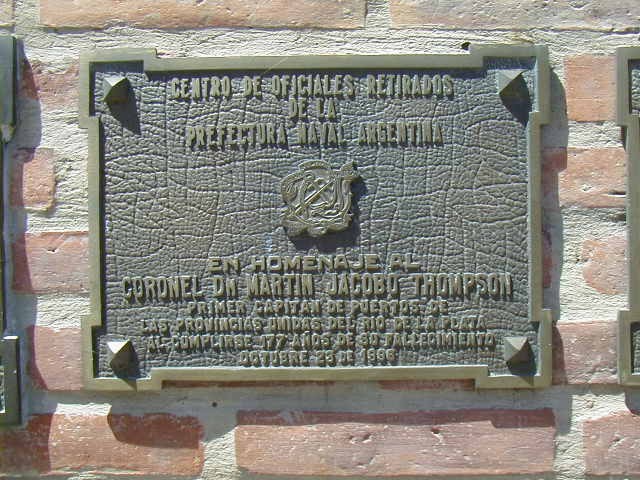 CENTRO DE OFICIALES RETIRADOS
DE LA
PREFECTURA NAVAL ARGENTINA
EN HOMENAJE AL
CORONEL DN MARTIN JACOBO THOMPSON
PRIMER CAPITAN DE PUERTOS DE
LAS PROVINCIAS UNIDAS DEL RIO DE LA PLATA
AL CUMPLIRSE 177 AÑOS DE SU FALLECIMIENTO
OCTUBRE 23 DE 1996